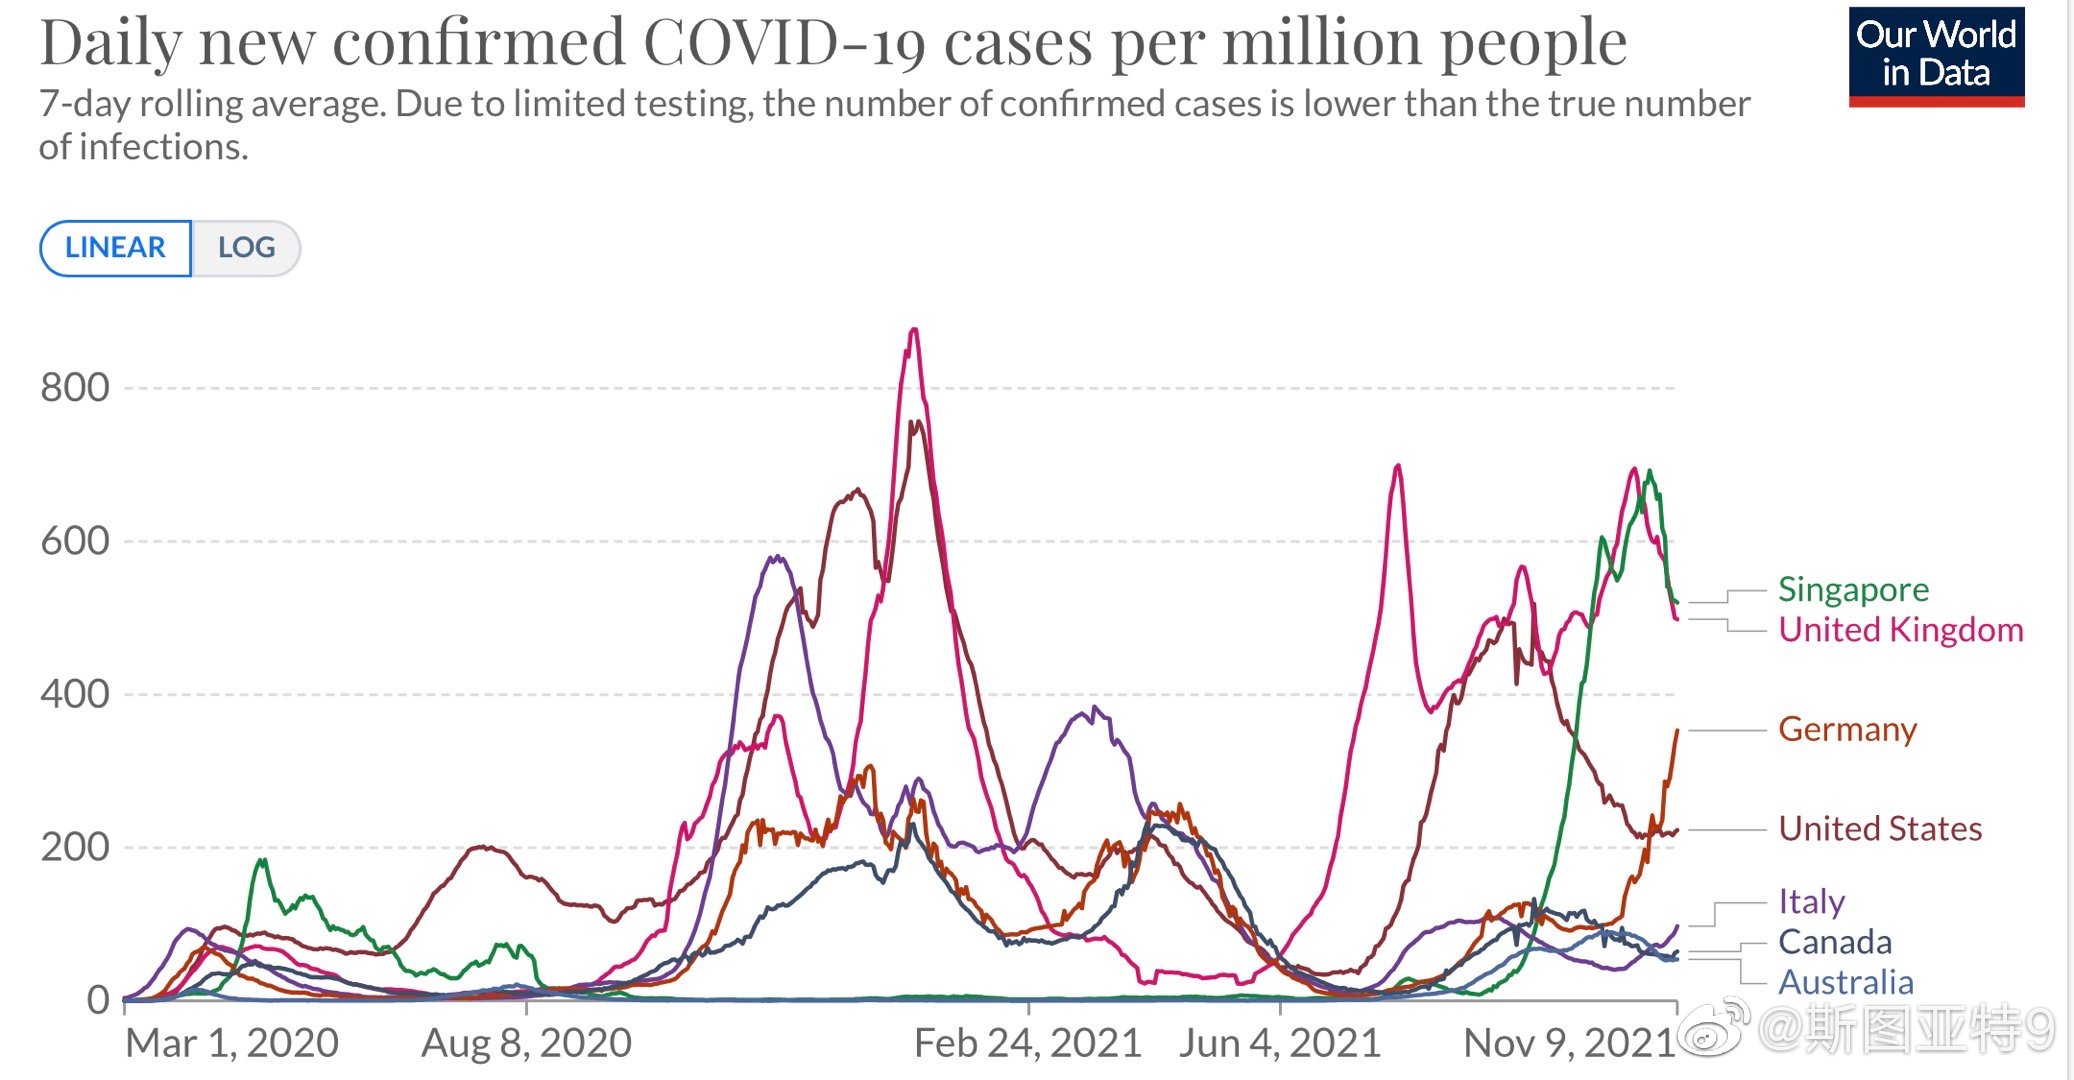 Daily new confirmed COVID-19 cases per million people
Our World
in Data
7-day rolling average. Due to limited testing, the number of confirmed cases is lower than the true number
of infections.
LINEAR
LOG
800
600
400
200
0
Singapore
United Kingdom
Germany
United States
Italy
Canada
Australia
Mar 1, 2020
Aug 8, 2020
Feb 24, 2021
Jun 4, 2021
Nov 9, 2021
@斯图亚特9